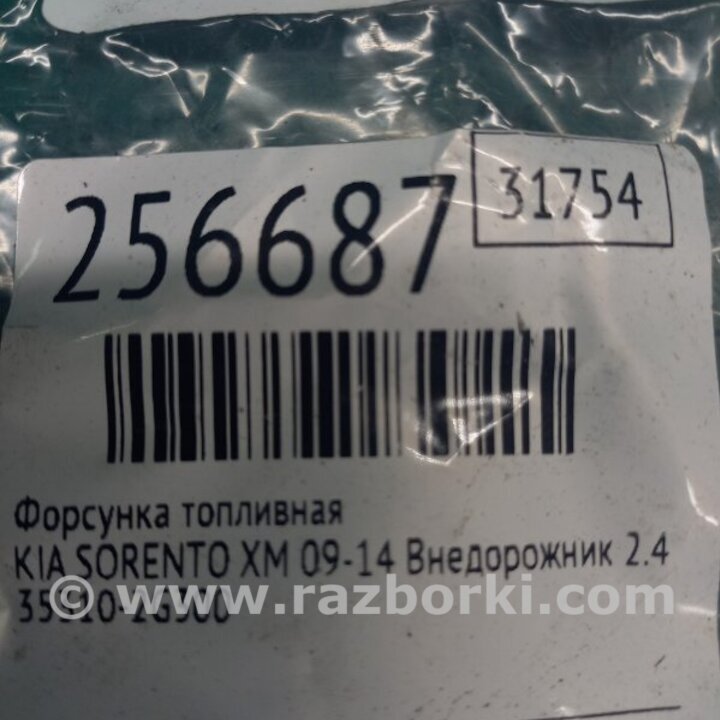 256687
31754
Форсунка топливная
KIA SORENTO XM 09-14 Внедорожник 2.4
© www.razborki.com